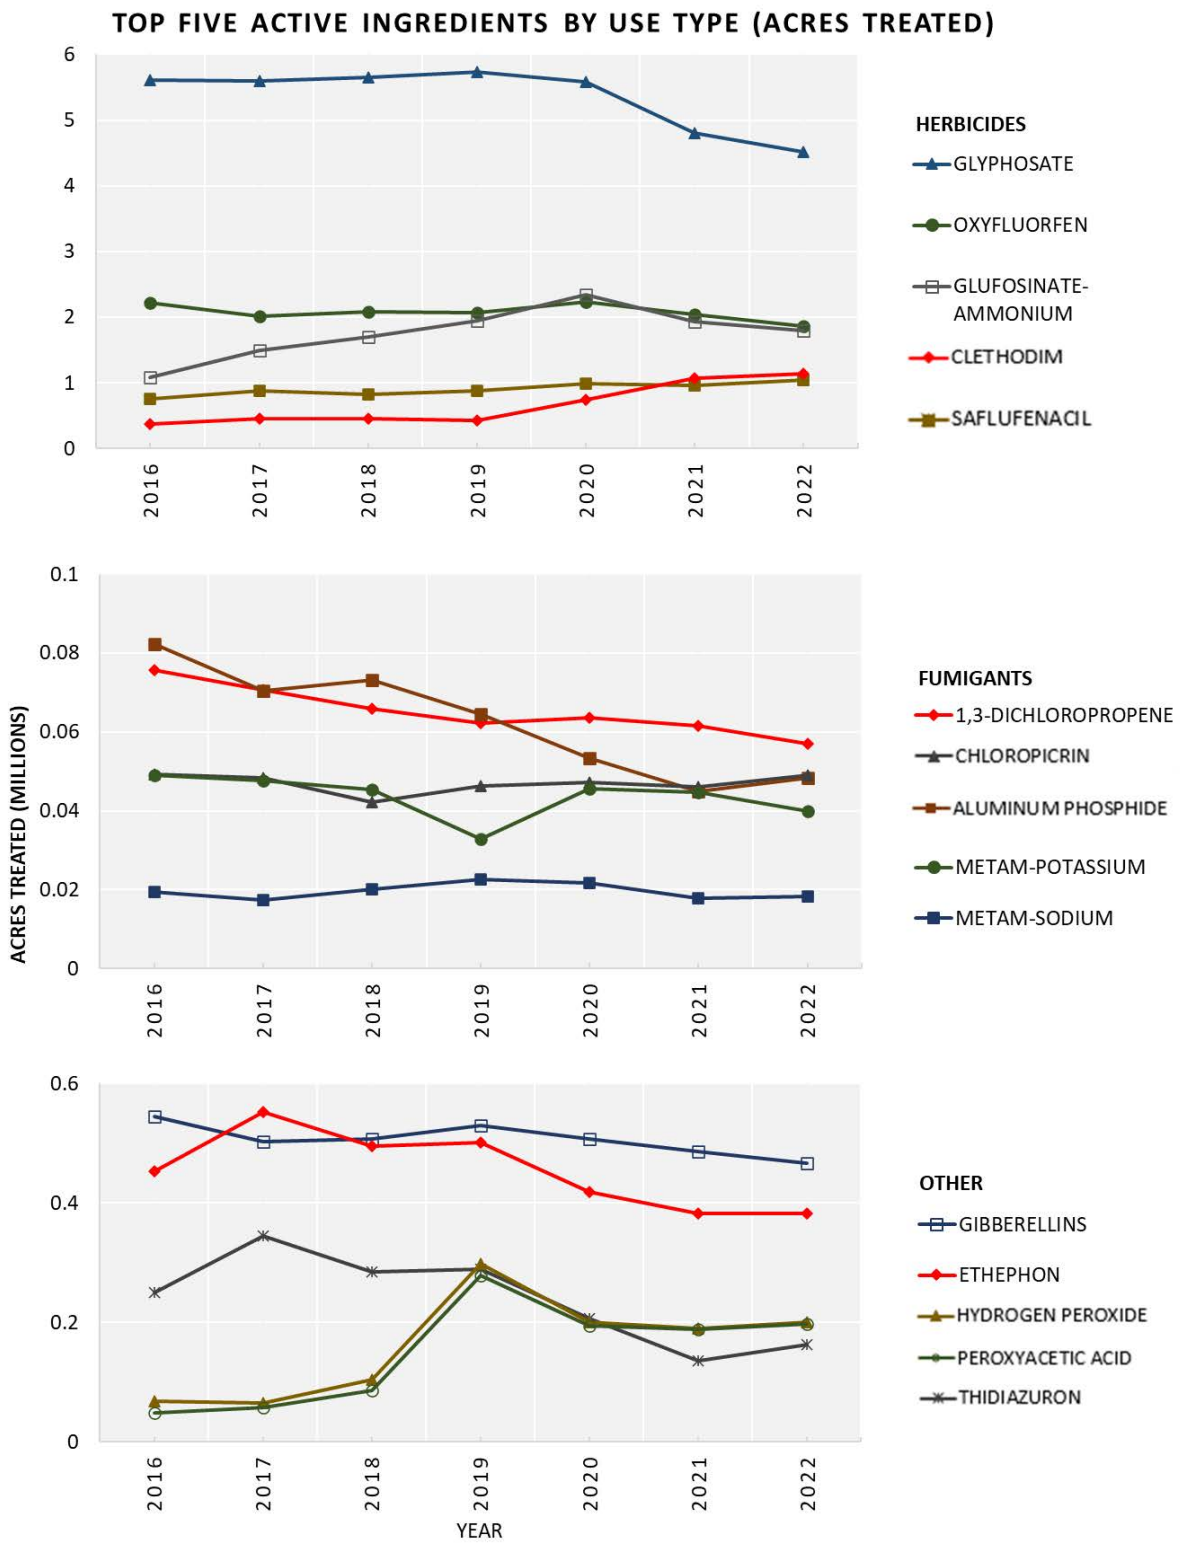 TOP FIVE ACTIVE INGREDIENTS BY USE TYPE (ACRES TREATED)
6
5
4
3
2
1
0
2016
2017
2018
2019
2020
2021
2022
HERBICIDES
GLYPHOSATE
OXYFLUORFEN
GLUFOSINATE-
AMMONIUM
CLETHODIM
SAFLUFENACIL
ACRES TREATED (MILLIONS)
0.1
0.08
0.06
0.04
0.02
0
2016
2017
2018
2019
2020
2021
2022
FUMIGANTS
1,3-DICHLOROPROPENE
CHLOROPICRIN
ALUMINUM PHOSPHIDE
METAM-POTASSIUM
METAM-SODIUM
0.6
0.4
0.2
0
2016
2017
2018
2019
2020
2021
2022
YEAR
OTHER
GIBBERELLINS
ETHEPHON
HYDROGEN PEROXIDE
PEROXYACETIC ACID
THIDIAZURON